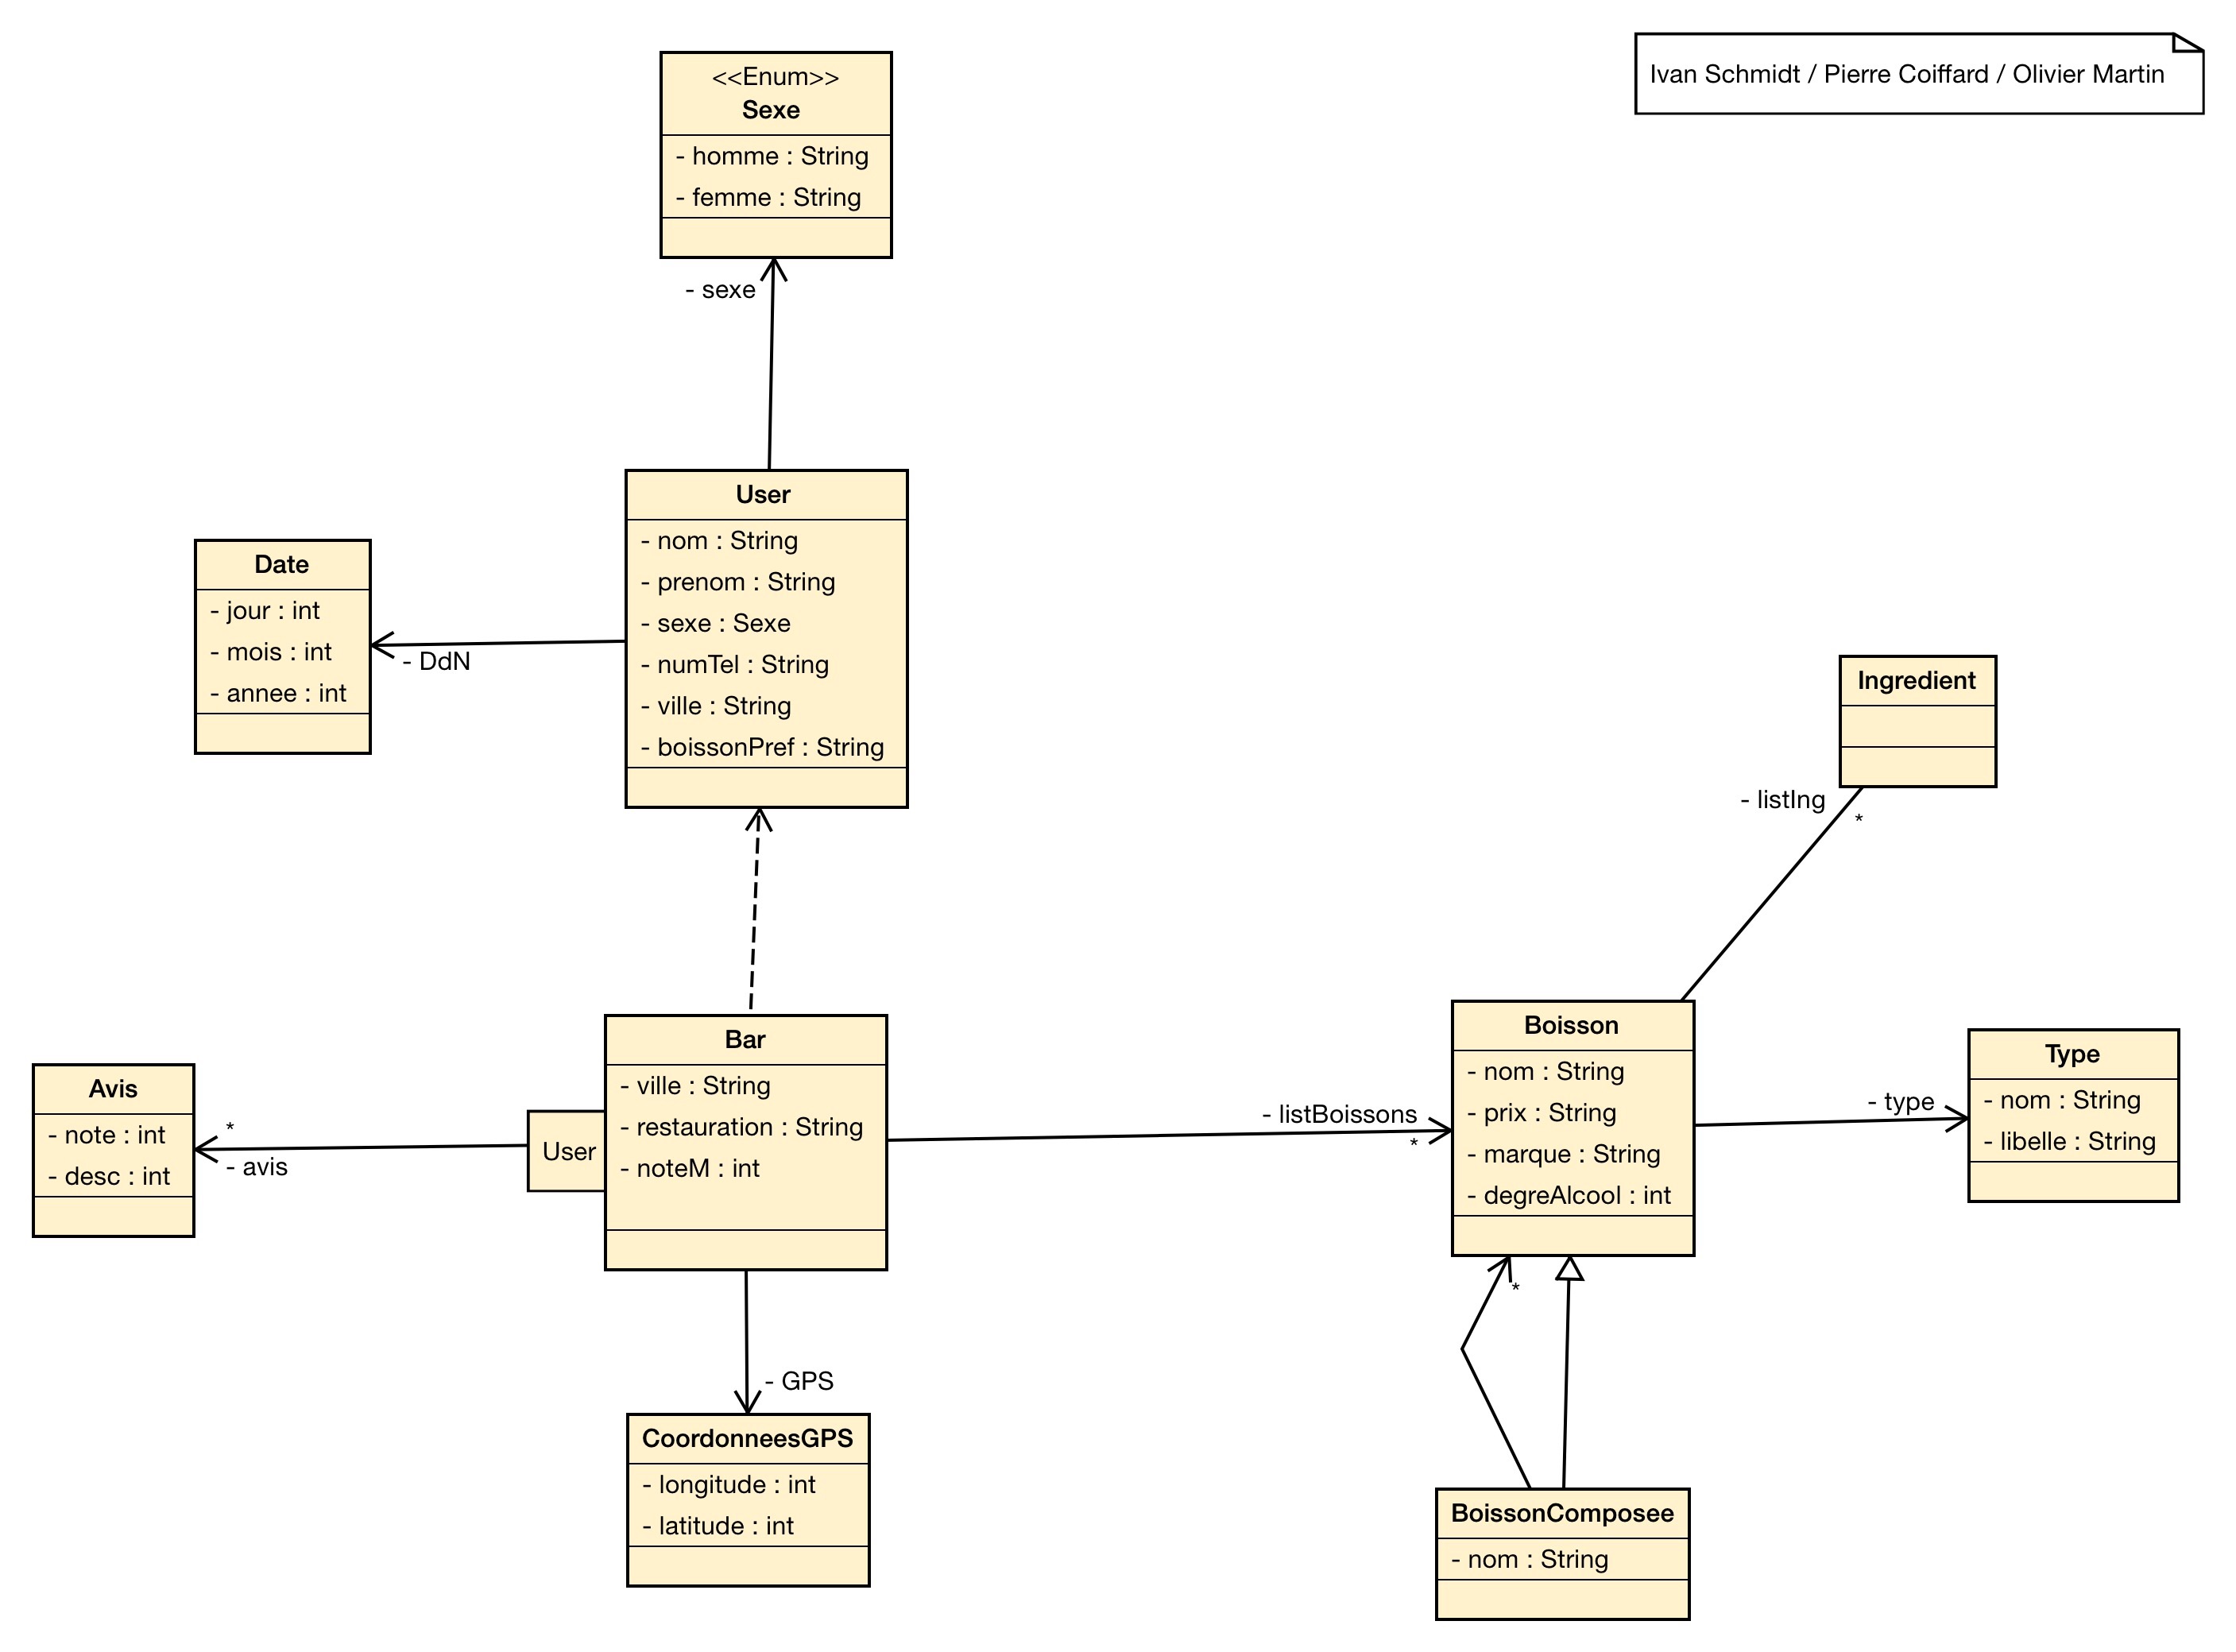 <<Enum>>
Sexe
- homme : String
- femme : String
Ivan Schmidt / Pierre Coiffard / Olivier Martin
- sexe
User
- nom : String
- prenom : String
- sexe : Sexe
- numTel : String
- ville : String
- boissonPref : String
Date
- jour : int
- mois : int
- annee : int
- DdN
Ingredient
- listIng
*
Bar
- ville : String
- restauration : String
- noteM : int
User
Avis
- note : int
- desc : int
*
- avis
- listBoissons
*
Boisson
- nom : String
- prix : String
- marque : String
- degreAlcool : int
- type
Type
- nom : String
- libelle : String
*
- GPS
CoordonneesGPS
- longitude : int
- latitude : int
BoissonComposee
- nom : String